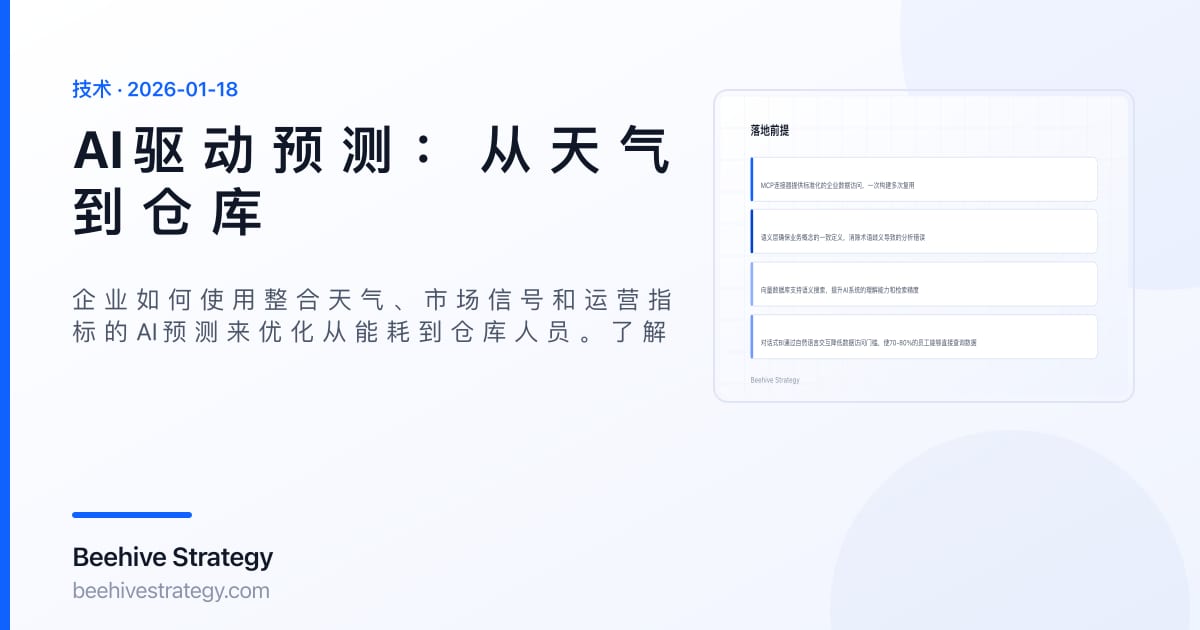 技术 · 2026-01-18
AI驱动预测：从天气
到仓库
企业如何使用整合天气、市场信号和运营指
标的AI预测来优化从能耗到仓库人员。了解
Beehive Strategy
beehivestrategy.com
落地前提
MCP连接器提供标准化的企业数据访问，一次构建多次复用
语义层确保业务概念的一致定义，消除术语歧义导致的分析错误
向量数据库支持语义搜索，提升AI系统的理解能力和检索精度
对话式BI通过自然语言交互降低数据访问门槛，使70-80%的员工能够直接查询数据
Beehive Strategy